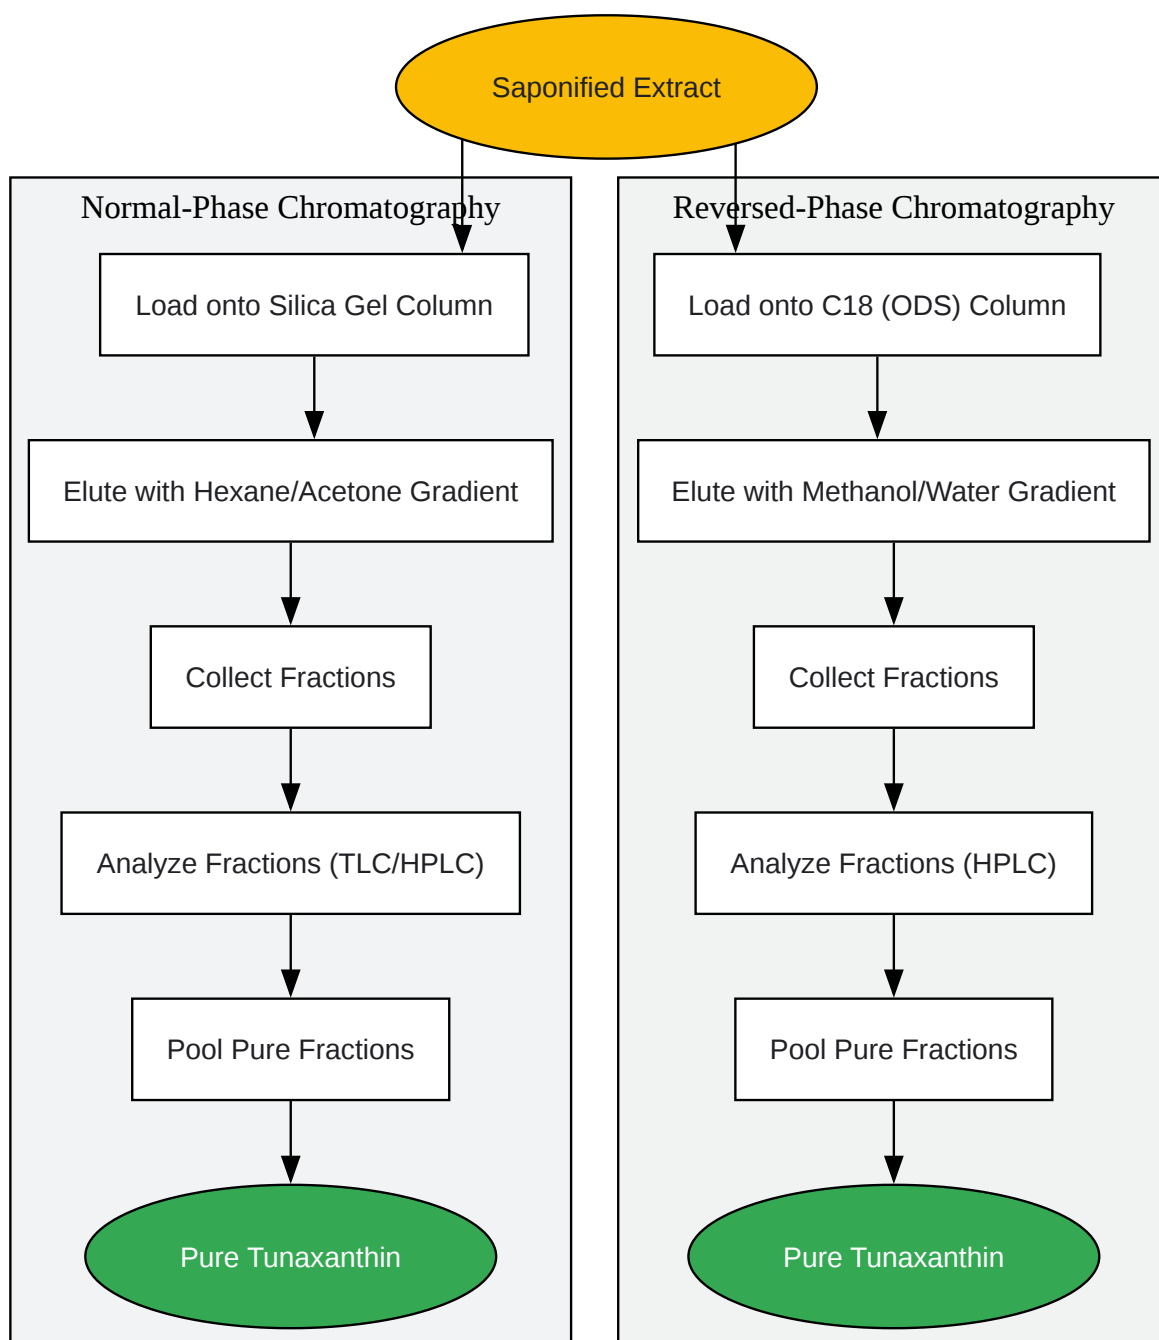 Saponified Extract
Normal-Phase Chromatography
Load onto Silica Gel Column
Elute with Hexane/Acetone Gradient
Collect Fractions
Analyze Fractions (TLC/HPLC)
Pool Pure Fractions
Pure Tunaxanthin
Reversed-Phase Chromatography
Load onto C18 (ODS) Column
Elute with Methanol/Water Gradient
Collect Fractions
Analyze Fractions (HPLC)
Pool Pure Fractions
Pure Tunaxanthin